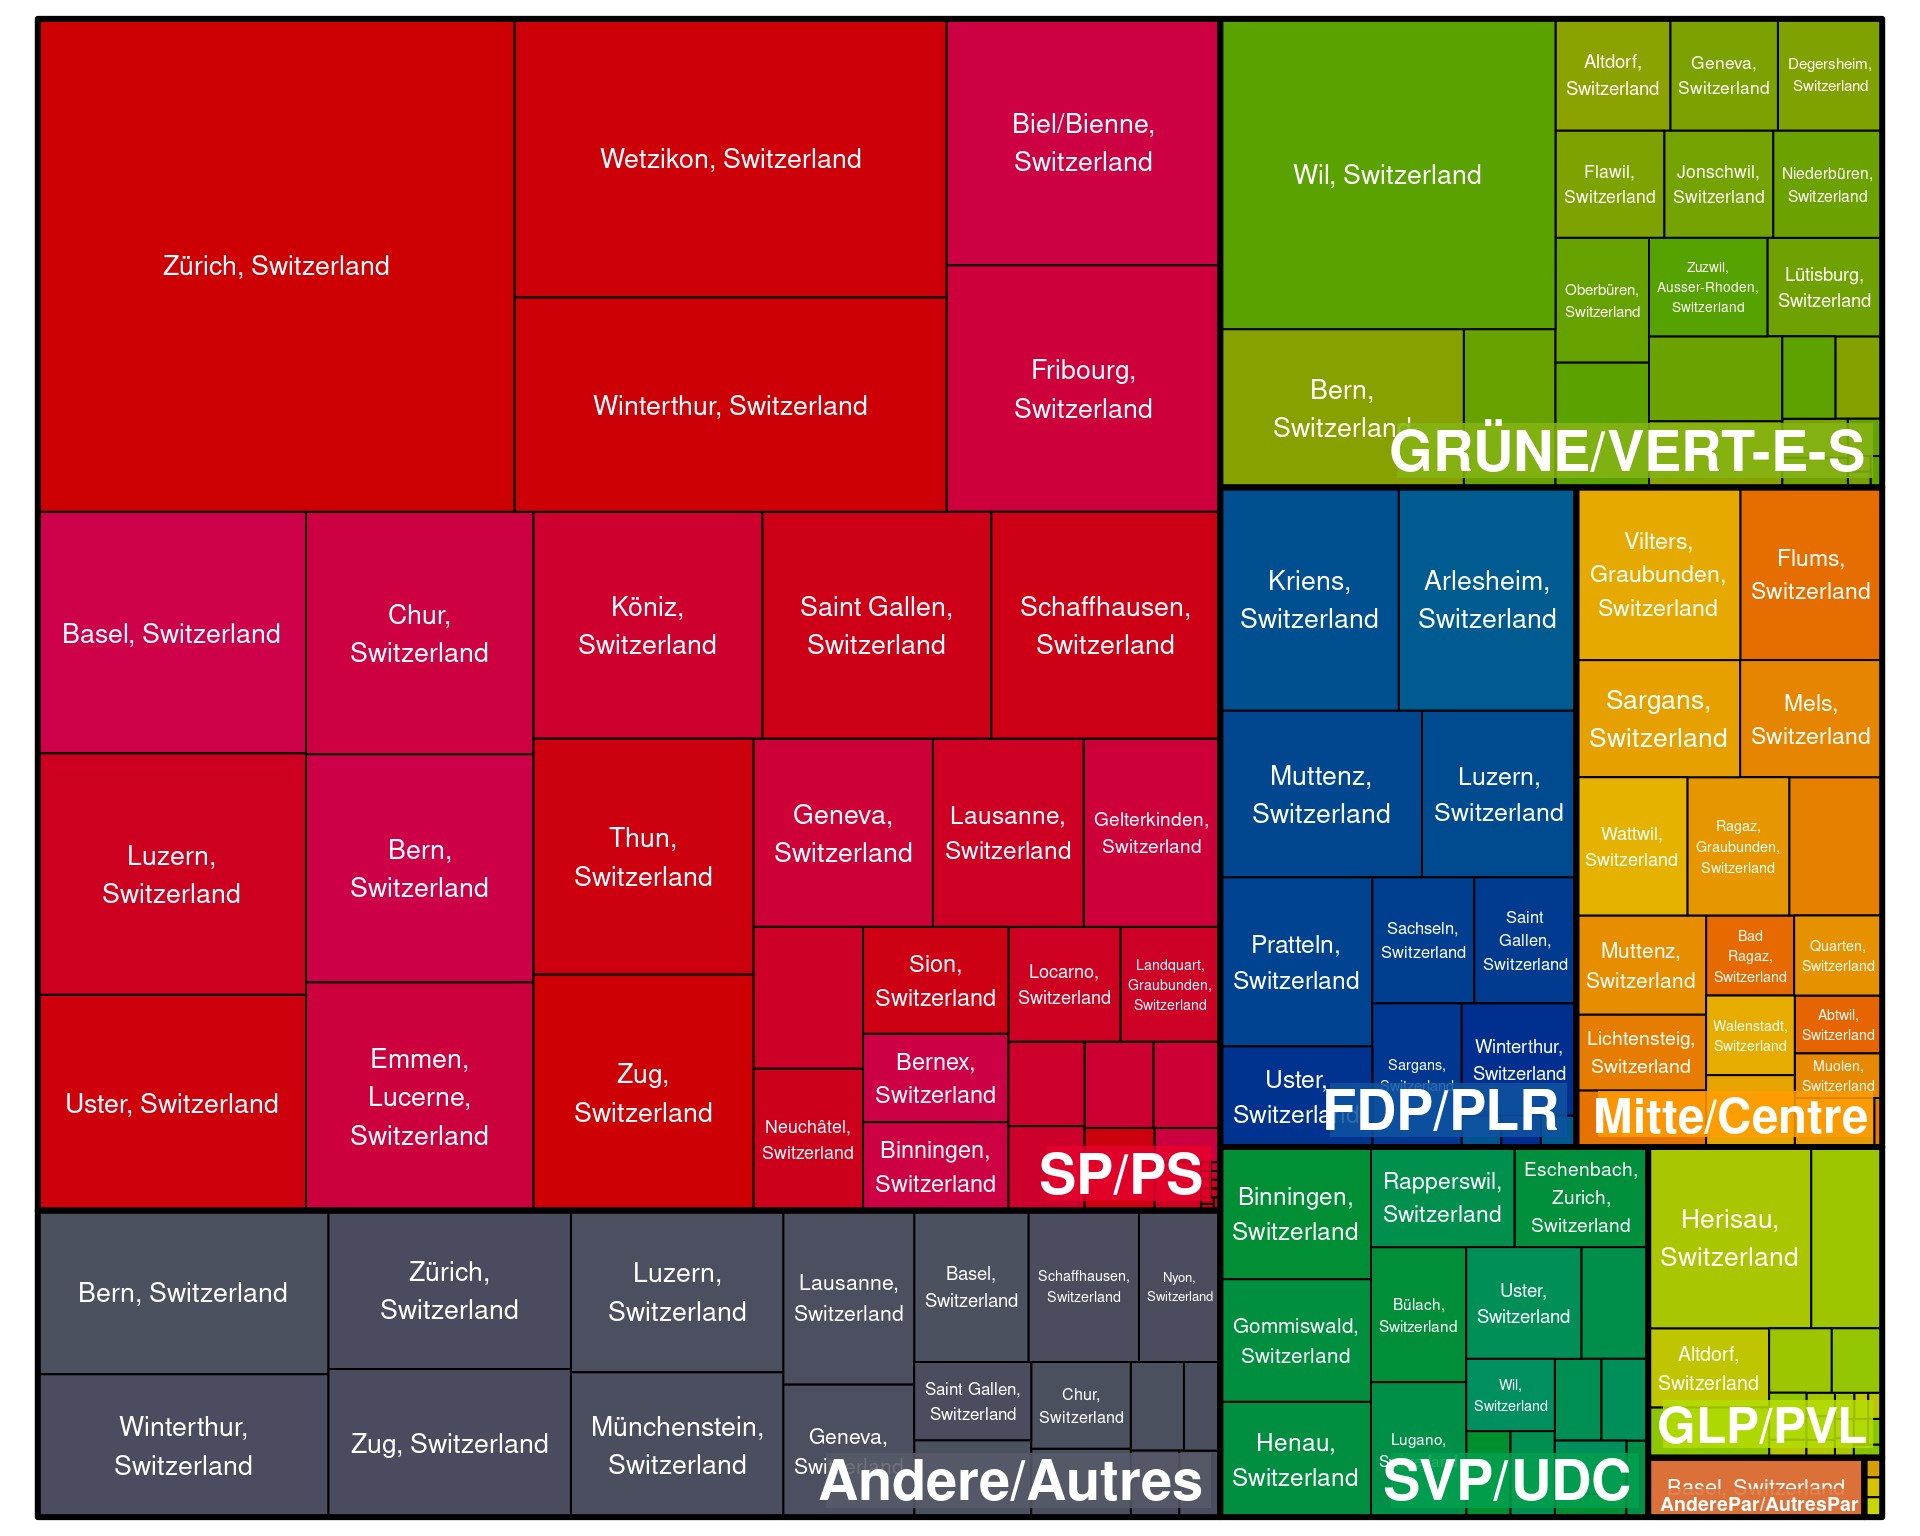 Zürich, Switzerland
Wetzikon, Switzerland
Winterthur, Switzerland
Biel/Bienne,
Switzerland
Fribourg,
Switzerland
Basel, Switzerland
Chur,
Switzerland
Köniz,
Switzerland
Saint Gallen,
Switzerland
Schaffhausen,
Switzerland
Luzern,
Switzerland
Bern,
Switzerland
Thun,
Switzerland
Geneva,
Switzerland
Lausanne,
Switzerland
Gelterkinden,
Switzerland
Uster, Switzerland
Emmen,
Lucerne,
Switzerland
Zug,
Switzerland
Sion,
Switzerland
Locarno,
Switzerland
Landquart,
Graubunden,
Switzerland
Bernex,
Switzerland
Neuchâtel,
Switzerland
Binningen,
Switzerland
SP/PS
Bern, Switzerland
Zürich,
Switzerland
Luzern,
Switzerland
Lausanne,
Switzerland
Basel,
Switzerland
Schaffhausen,
Switzerland
Nyon,
Switzerland
Winterthur,
Switzerland
Zug, Switzerland
Münchenstein,
Switzerland
Geneva,
Switzerland
Saint Gallen,
Switzerland
Chur,
Switzerland
Andere/Autres
Wil, Switzerland
Altdorf,
Switzerland
Geneva,
Switzerland
Degersheim,
Switzerland
Flawil,
Switzerland
Jonschwil,
Switzerland
Niederbüren,
Switzerland
Oberbüren,
Switzerland
Zuzwil,
Ausser-Rhoden,
Switzerland
Lütisburg,
Switzerland
Bern,
Switzerland
GRÜNE/VERT-E-S
Kriens,
Switzerland
Arlesheim,
Switzerland
Muttenz,
Switzerland
Luzern,
Switzerland
Pratteln,
Switzerland
Sachseln,
Switzerland
Saint
Gallen,
Switzerland
Uster,
Switzerland
Sargans,
Switzerland
Winterthur,
Switzerland
FDP/PLR
Vilters,
Graubunden,
Switzerland
Flums,
Switzerland
Sargans,
Switzerland
Mels,
Switzerland
Wattwil,
Switzerland
Ragaz,
Graubunden,
Switzerland
Muttenz,
Switzerland
Bad
Ragaz,
Switzerland
Quarten,
Switzerland
Lichtensteig,
Switzerland
Walenstadt,
Switzerland
Abtwil,
Switzerland
Muolen,
Switzerland
Mitte/Centre
Binningen,
Switzerland
Rapperswil,
Switzerland
Eschenbach,
Zurich,
Switzerland
Gommiswald,
Switzerland
Bülach,
Switzerland
Uster,
Switzerland
Wil,
Switzerland
Henau,
Switzerland
Lugano,
SVP/UDC
Herisau,
Switzerland
Altdorf,
Switzerland
GLP/PVL
Basel, Switzerland
AnderePar/AutresPar